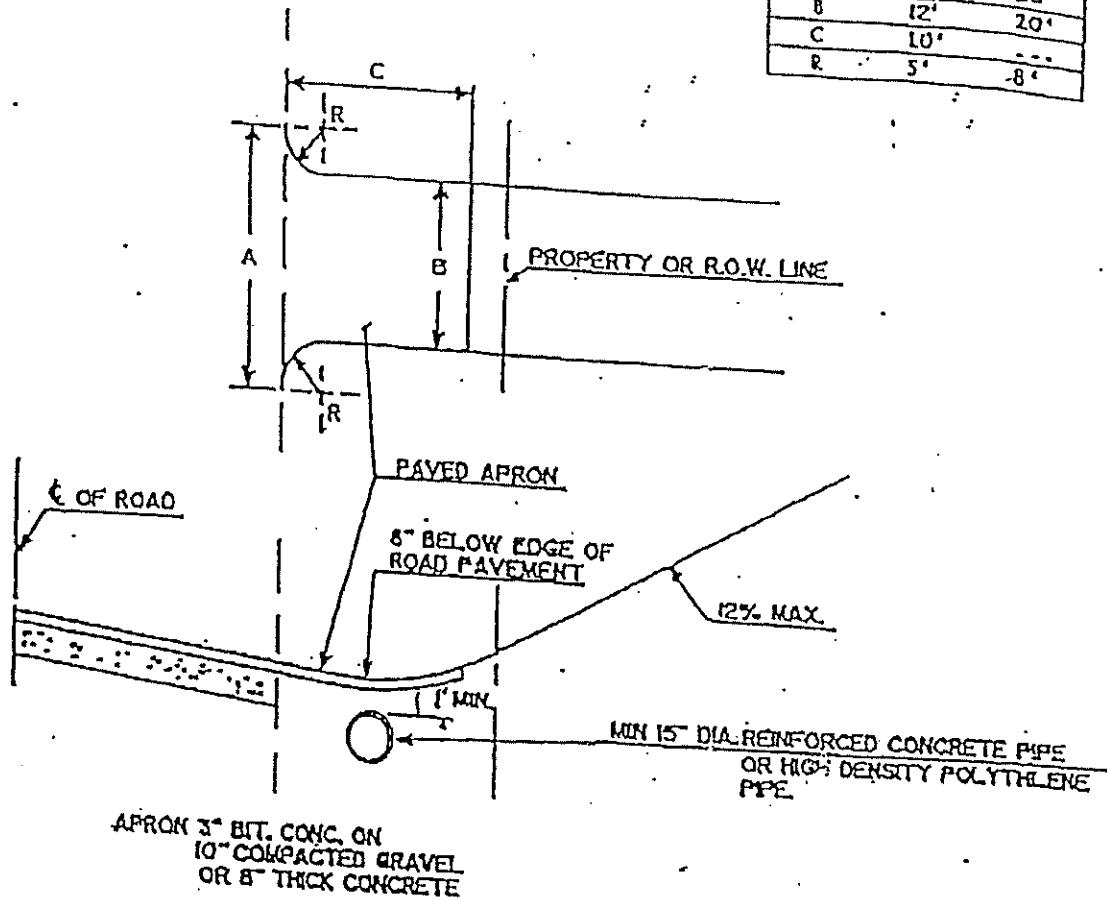 B 12' 20'
C 10' ---
R 5' 8'
C
R
A
B
PROPERTY OR R.O.W. LINE
R
PAVED APRON
℄ OF ROAD
8" BELOW EDGE OF
ROAD PAVEMENT
12% MAX.
1' MIN.
MIN 15" DIA. REINFORCED CONCRETE PIPE
OR HIGH DENSITY POLYTHLENE
PIPE.
APRON 3" BIT. CONC. ON
10" COMPACTED GRAVEL
OR 8" THICK CONCRETE